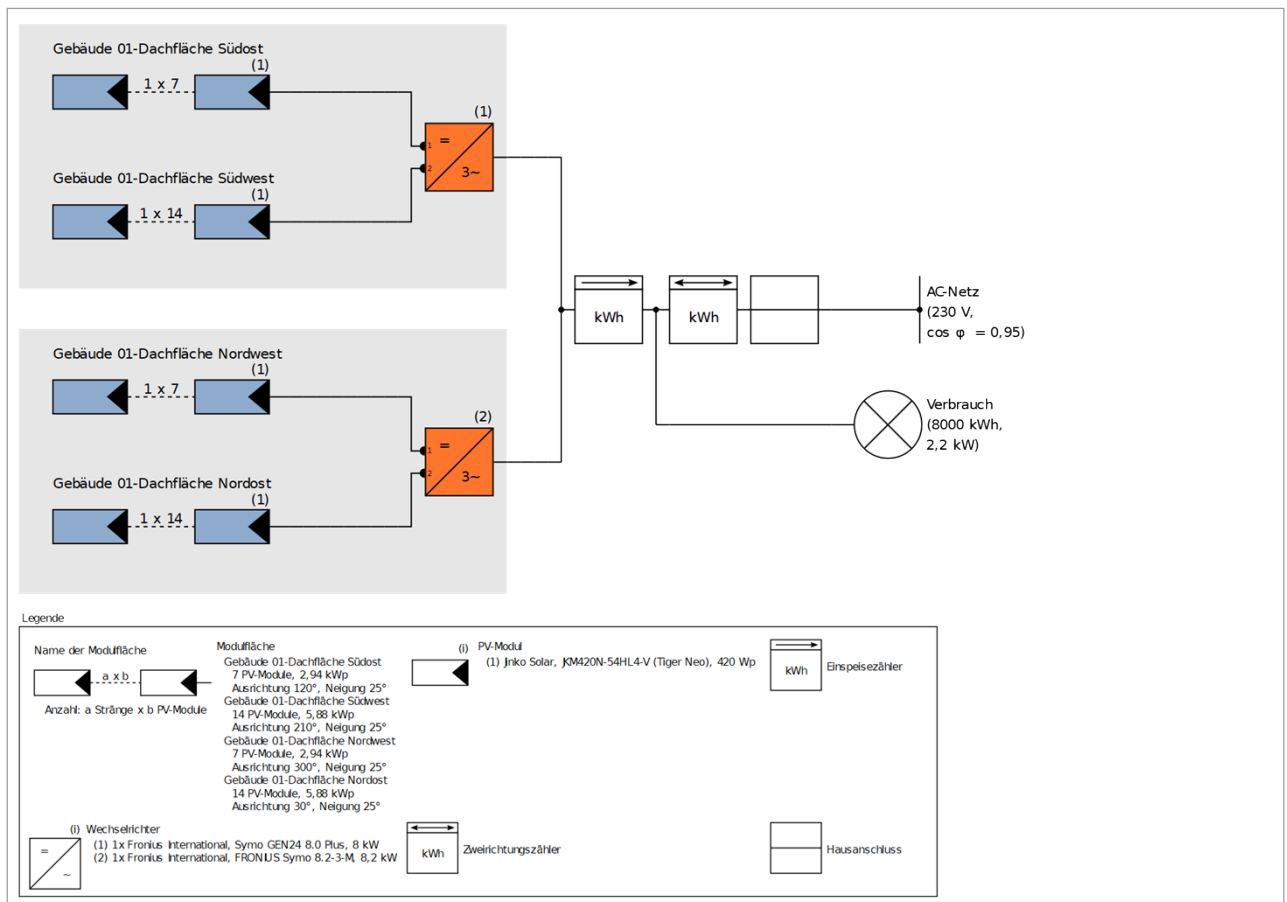 Gebäude 01-Dachfläche Südost
(1)
1 x 7
(1)
1
=
2
3~
Gebäude 01-Dachfläche Südwest
(1)
1 x 14
kWh
kWh
AC-Netz
(230 V,
cos φ = 0,95)
Gebäude 01-Dachfläche Nordwest
(1)
1 x 7
(2)
1
=
2
3~
Verbrauch
(8000 kWh,
2,2 kW)
Gebäude 01-Dachfläche Nordost
(1)
1 x 14
Legende
Name der Modulfläche
a x b
Anzahl: a Stränge x b PV-Module
Modulfläche
Gebäude 01-Dachfläche Südost
7 PV-Module, 2,94 kWp
Ausrichtung 120°, Neigung 25°
Gebäude 01-Dachfläche Südwest
14 PV-Module, 5,88 kWp
Ausrichtung 210°, Neigung 25°
Gebäude 01-Dachfläche Nordwest
7 PV-Module, 2,94 kWp
Ausrichtung 300°, Neigung 25°
Gebäude 01-Dachfläche Nordost
14 PV-Module, 5,88 kWp
Ausrichtung 30°, Neigung 25°
(i) PV-Modul
(1) Jinko Solar, JKM420N-54HL4-V (Tiger Neo), 420 Wp
kWh
Einspeisezähler
(i) Wechselrichter
=
~
(1) 1x Fronius International, Symo GEN24 8.0 Plus, 8 kW
(2) 1x Fronius International, FRONIUS Symo 8.2-3-M, 8,2 kW
kWh
Zweirichtungszähler
Hausanschluss